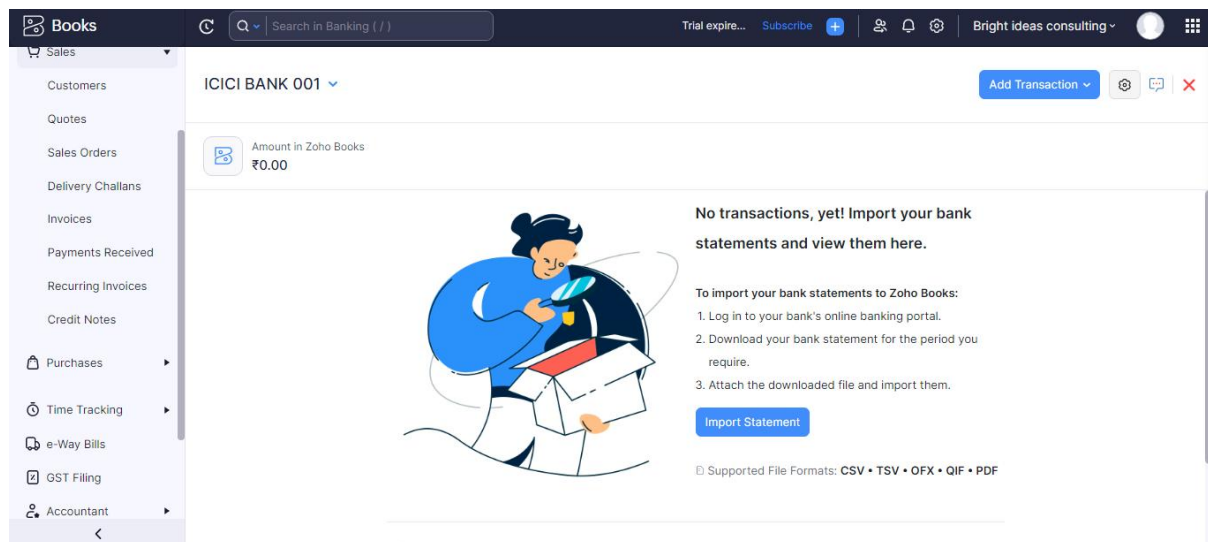 Books
Search in Banking ( / )
Trial expire...
Subscribe
Bright ideas consulting
Sales
Customers
Quotes
Sales Orders
Delivery Challans
Invoices
Payments Received
Recurring Invoices
Credit Notes
Purchases
Time Tracking
e-Way Bills
GST Filing
Accountant
ICICI BANK 001
Add Transaction
Amount in Zoho Books
₹0.00
No transactions, yet! Import your bank
statements and view them here.
To import your bank statements to Zoho Books:
1. Log in to your bank's online banking portal.
2. Download your bank statement for the period you
require.
3. Attach the downloaded file and import them.
Import Statement
Supported File Formats: CSV • TSV • OFX • QIF • PDF